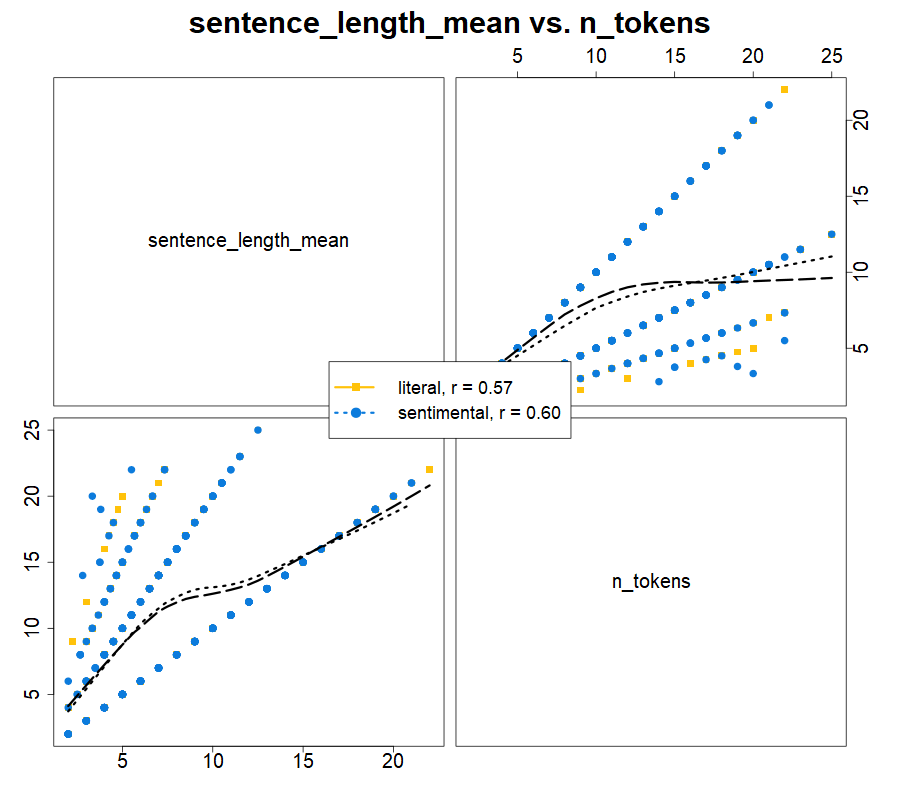 sentence_length_mean vs. n_tokens
5 10 15 20 25
sentence_length_mean
20
15
10
5
literal, r = 0.57
sentimental, r = 0.60
25
20
15
10
5
n_tokens
5 10 15 20